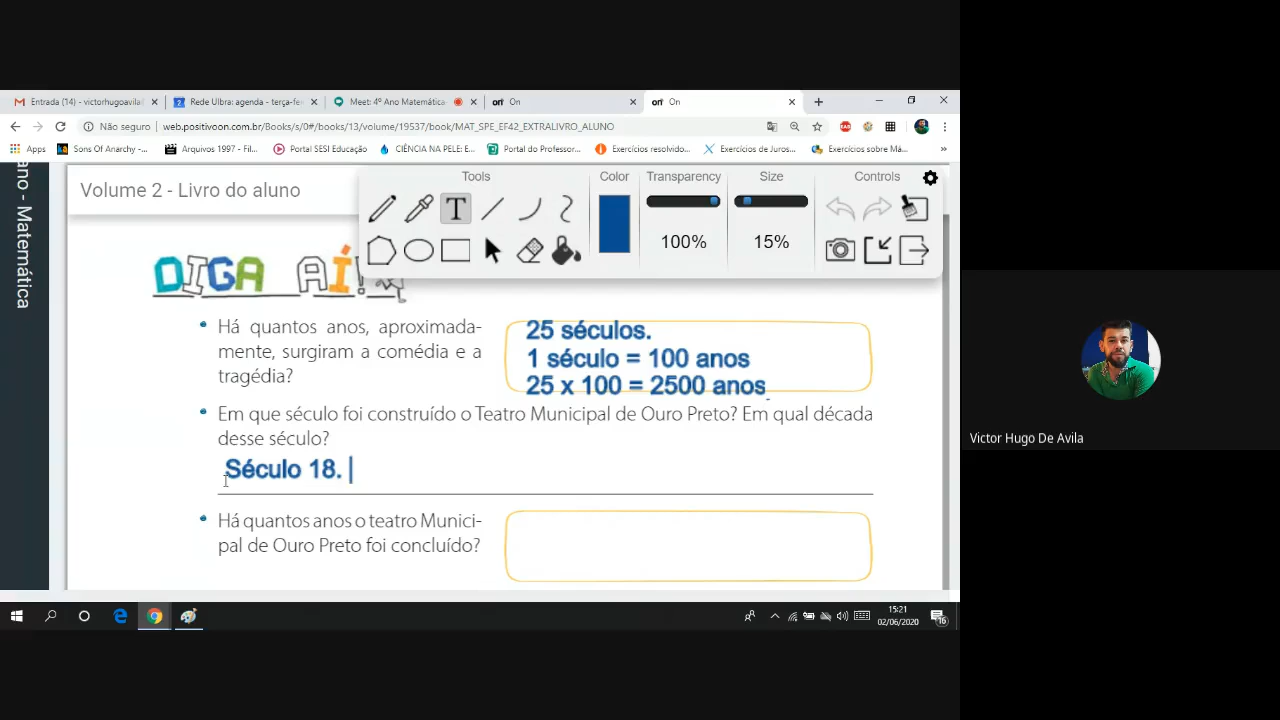 Entrada (14) - victorhugoavila
Rede Ulbra: agenda - terça-fei
Meet: 4º Ano Matemática
On
On
Não seguro
web.positivoon.com.br/Books/s/0#/books/13/volume/19537/book/MAT_SPE_EF42_EXTRALIVRO_ALUNO
Apps
Sons Of Anarchy -...
Arquivos 1997 - Fil...
Portal SESI Educação
CIÊNCIA NA PELE: E...
Portal do Professor...
Exercícios resolvido...
Exercícios de Juros...
Exercícios sobre Ma...
ano - Matemática
Volume 2 - Livro do aluno
Tools
Color
Transparency
Size
Controls
100%
15%
DIGA AÍ!
Há quantos anos, aproximada-
mente, surgiram a comédia e a
tragédia?
25 séculos.
1 século = 100 anos
25 x 100 = 2500 anos
Em que século foi construído o Teatro Municipal de Ouro Preto? Em qual década
desse século?
Século 18.
Há quantos anos o teatro Munici-
pal de Ouro Preto foi concluído?
Victor Hugo De Avila
15:21
02/06/2020
16